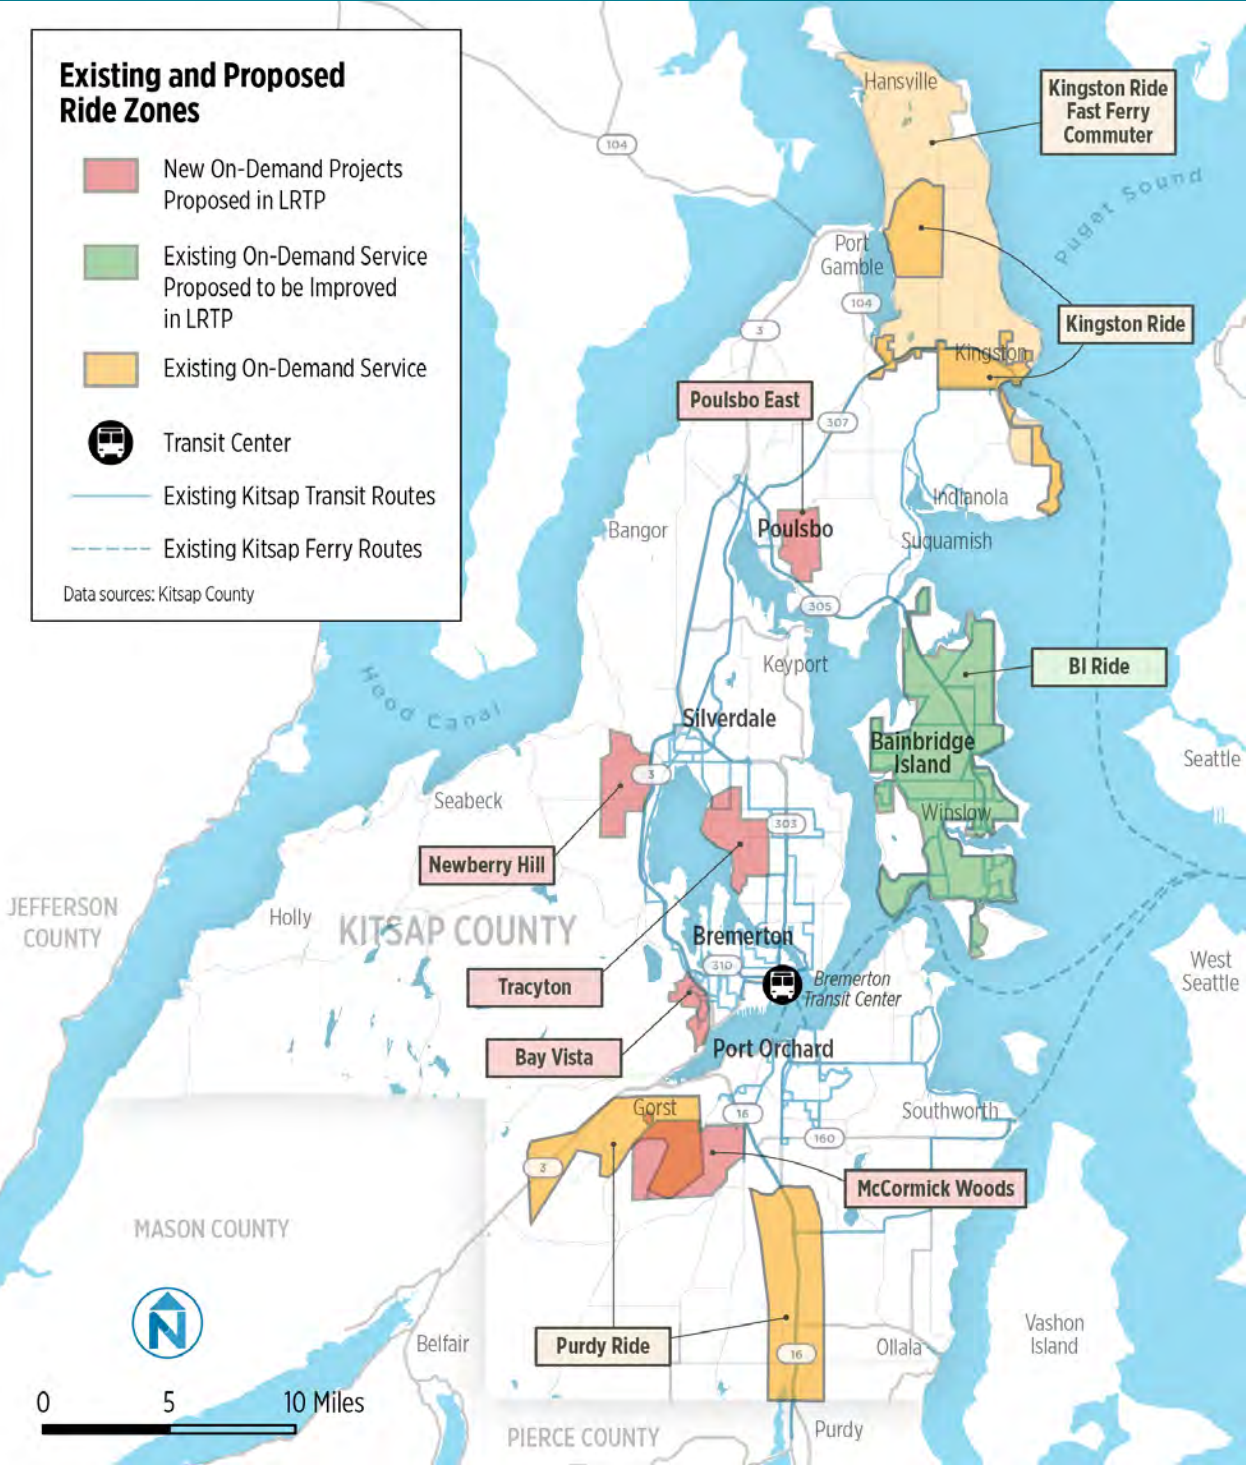 Existing and Proposed
Ride Zones
New On-Demand Projects
Proposed in LRTP
Existing On-Demand Service
Proposed to be Improved
in LRTP
Existing On-Demand Service
Transit Center
Existing Kitsap Transit Routes
Existing Kitsap Ferry Routes
Data sources: Kitsap County
Hansville
Kingston Ride
Fast Ferry
Commuter
104
Puget Sound
Port
Gamble
104
3
Kingston Ride
Kingston
Poulsbo East
307
Indianola
Bangor
Poulsbo
Suquamish
305
Keyport
BI Ride
Hood Canal
Silverdale
Bainbridge
Island
Seattle
3
Seabeck
303
Winslow
Newberry Hill
JEFFERSON
COUNTY
Holly
KITSAP COUNTY
Bremerton
310
West
Seattle
Tracyton
Bremerton
Transit Center
Bay Vista
Port Orchard
Gorst
16
Southworth
160
3
McCormick Woods
MASON COUNTY
N
Belfair
Purdy Ride
16
Ollala
Vashon
Island
0 5 10 Miles
PIERCE COUNTY
Purdy